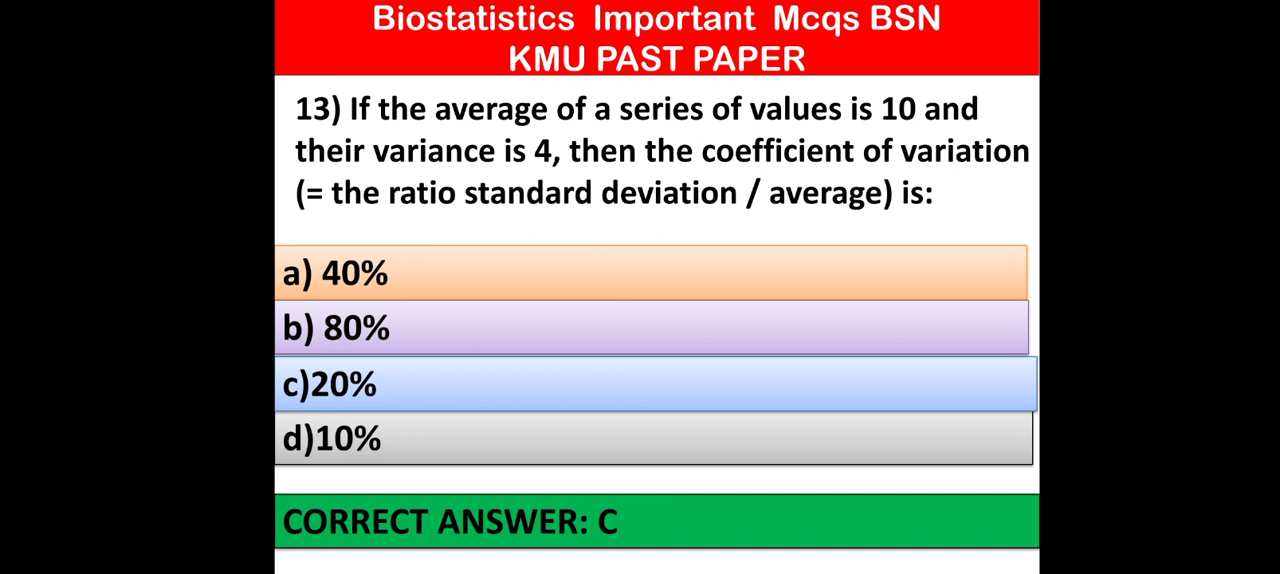 Biostatistics Important Mcqs BSN
KMU PAST PAPER
13) If the average of a series of values is 10 and
their variance is 4, then the coefficient of variation
(= the ratio standard deviation / average) is:
a) 40%
b) 80%
c)20%
d)10%
CORRECT ANSWER: C